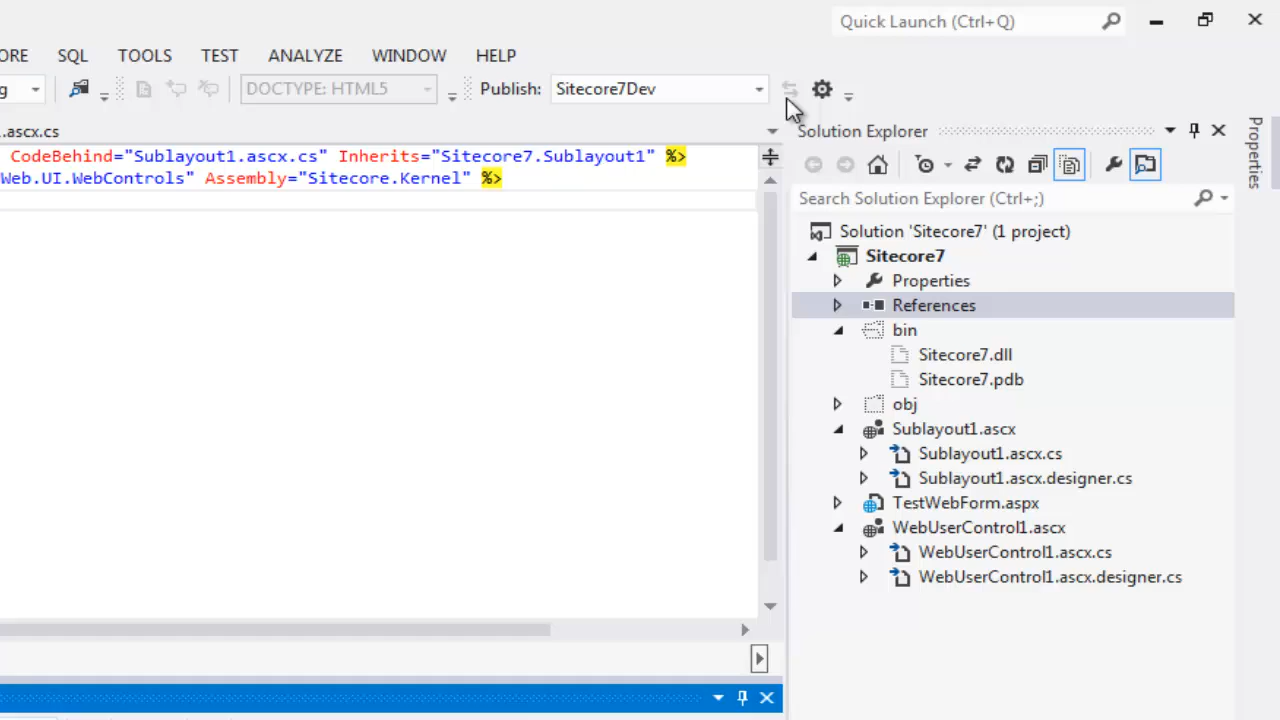 Quick Launch (Ctrl+Q)
ORE SQL TOOLS TEST ANALYZE WINDOW HELP
g DOCTYPE: HTML5 Publish: Sitecore7Dev
.ascx.cs
CodeBehind="Sublayout1.ascx.cs" Inherits="Sitecore7.Sublayout1" %>
Web.UI.WebControls" Assembly="Sitecore.Kernel" %>
Solution Explorer
Search Solution Explorer (Ctrl+;)
Solution 'Sitecore7' (1 project)
Sitecore7
Properties
References
bin
Sitecore7.dll
Sitecore7.pdb
obj
Sublayout1.ascx
Sublayout1.ascx.cs
Sublayout1.ascx.designer.cs
TestWebForm.aspx
WebUserControl1.ascx
WebUserControl1.ascx.cs
WebUserControl1.ascx.designer.cs
Properties